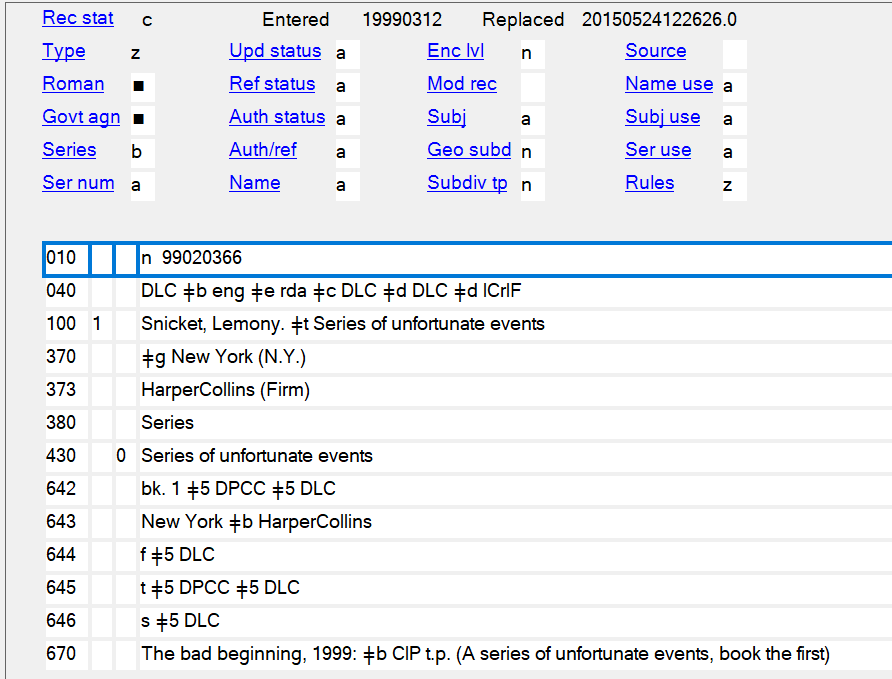 Rec stat c Entered 19990312 Replaced 20150524122626.0
Type z Upd status a Enc lvl n Source
Roman ■ Ref status a Mod rec Name use a
Govt agn ■ Auth status a Subj a Subj use a
Series b Auth/ref a Geo subd n Ser use a
Ser num a Name a Subdiv tp n Rules z
010 n 99020366
040 DLC ǂb eng ǂe rda ǂc DLC ǂd DLC ǂd ICrlF
100 1 Snicket, Lemony. ǂt Series of unfortunate events
370 ǂg New York (N.Y.)
373 HarperCollins (Firm)
380 Series
430 0 Series of unfortunate events
642 bk. 1 ǂ5 DPCC ǂ5 DLC
643 New York ǂb HarperCollins
644 f ǂ5 DLC
645 t ǂ5 DPCC ǂ5 DLC
646 s ǂ5 DLC
670 The bad beginning, 1999: ǂb CIP t.p. (A series of unfortunate events, book the first)